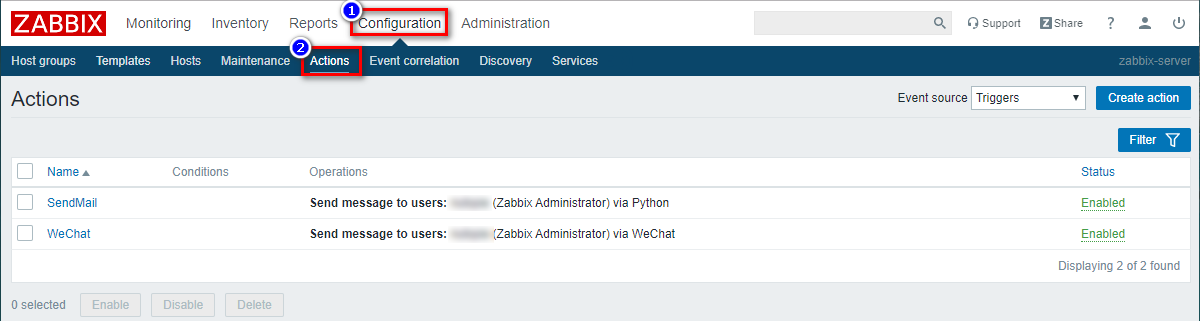 ZABBIX Monitoring Inventory Reports 1 Configuration Administration Support Z Share ?
2
Host groups Templates Hosts Maintenance Actions Event correlation Discovery Services zabbix-server
Actions Event source Triggers Create action
Filter
Name Conditions Operations Status
SendMail Send message to users: (Zabbix Administrator) via Python Enabled
WeChat Send message to users: (Zabbix Administrator) via WeChat Enabled
Displaying 2 of 2 found
0 selected Enable Disable Delete